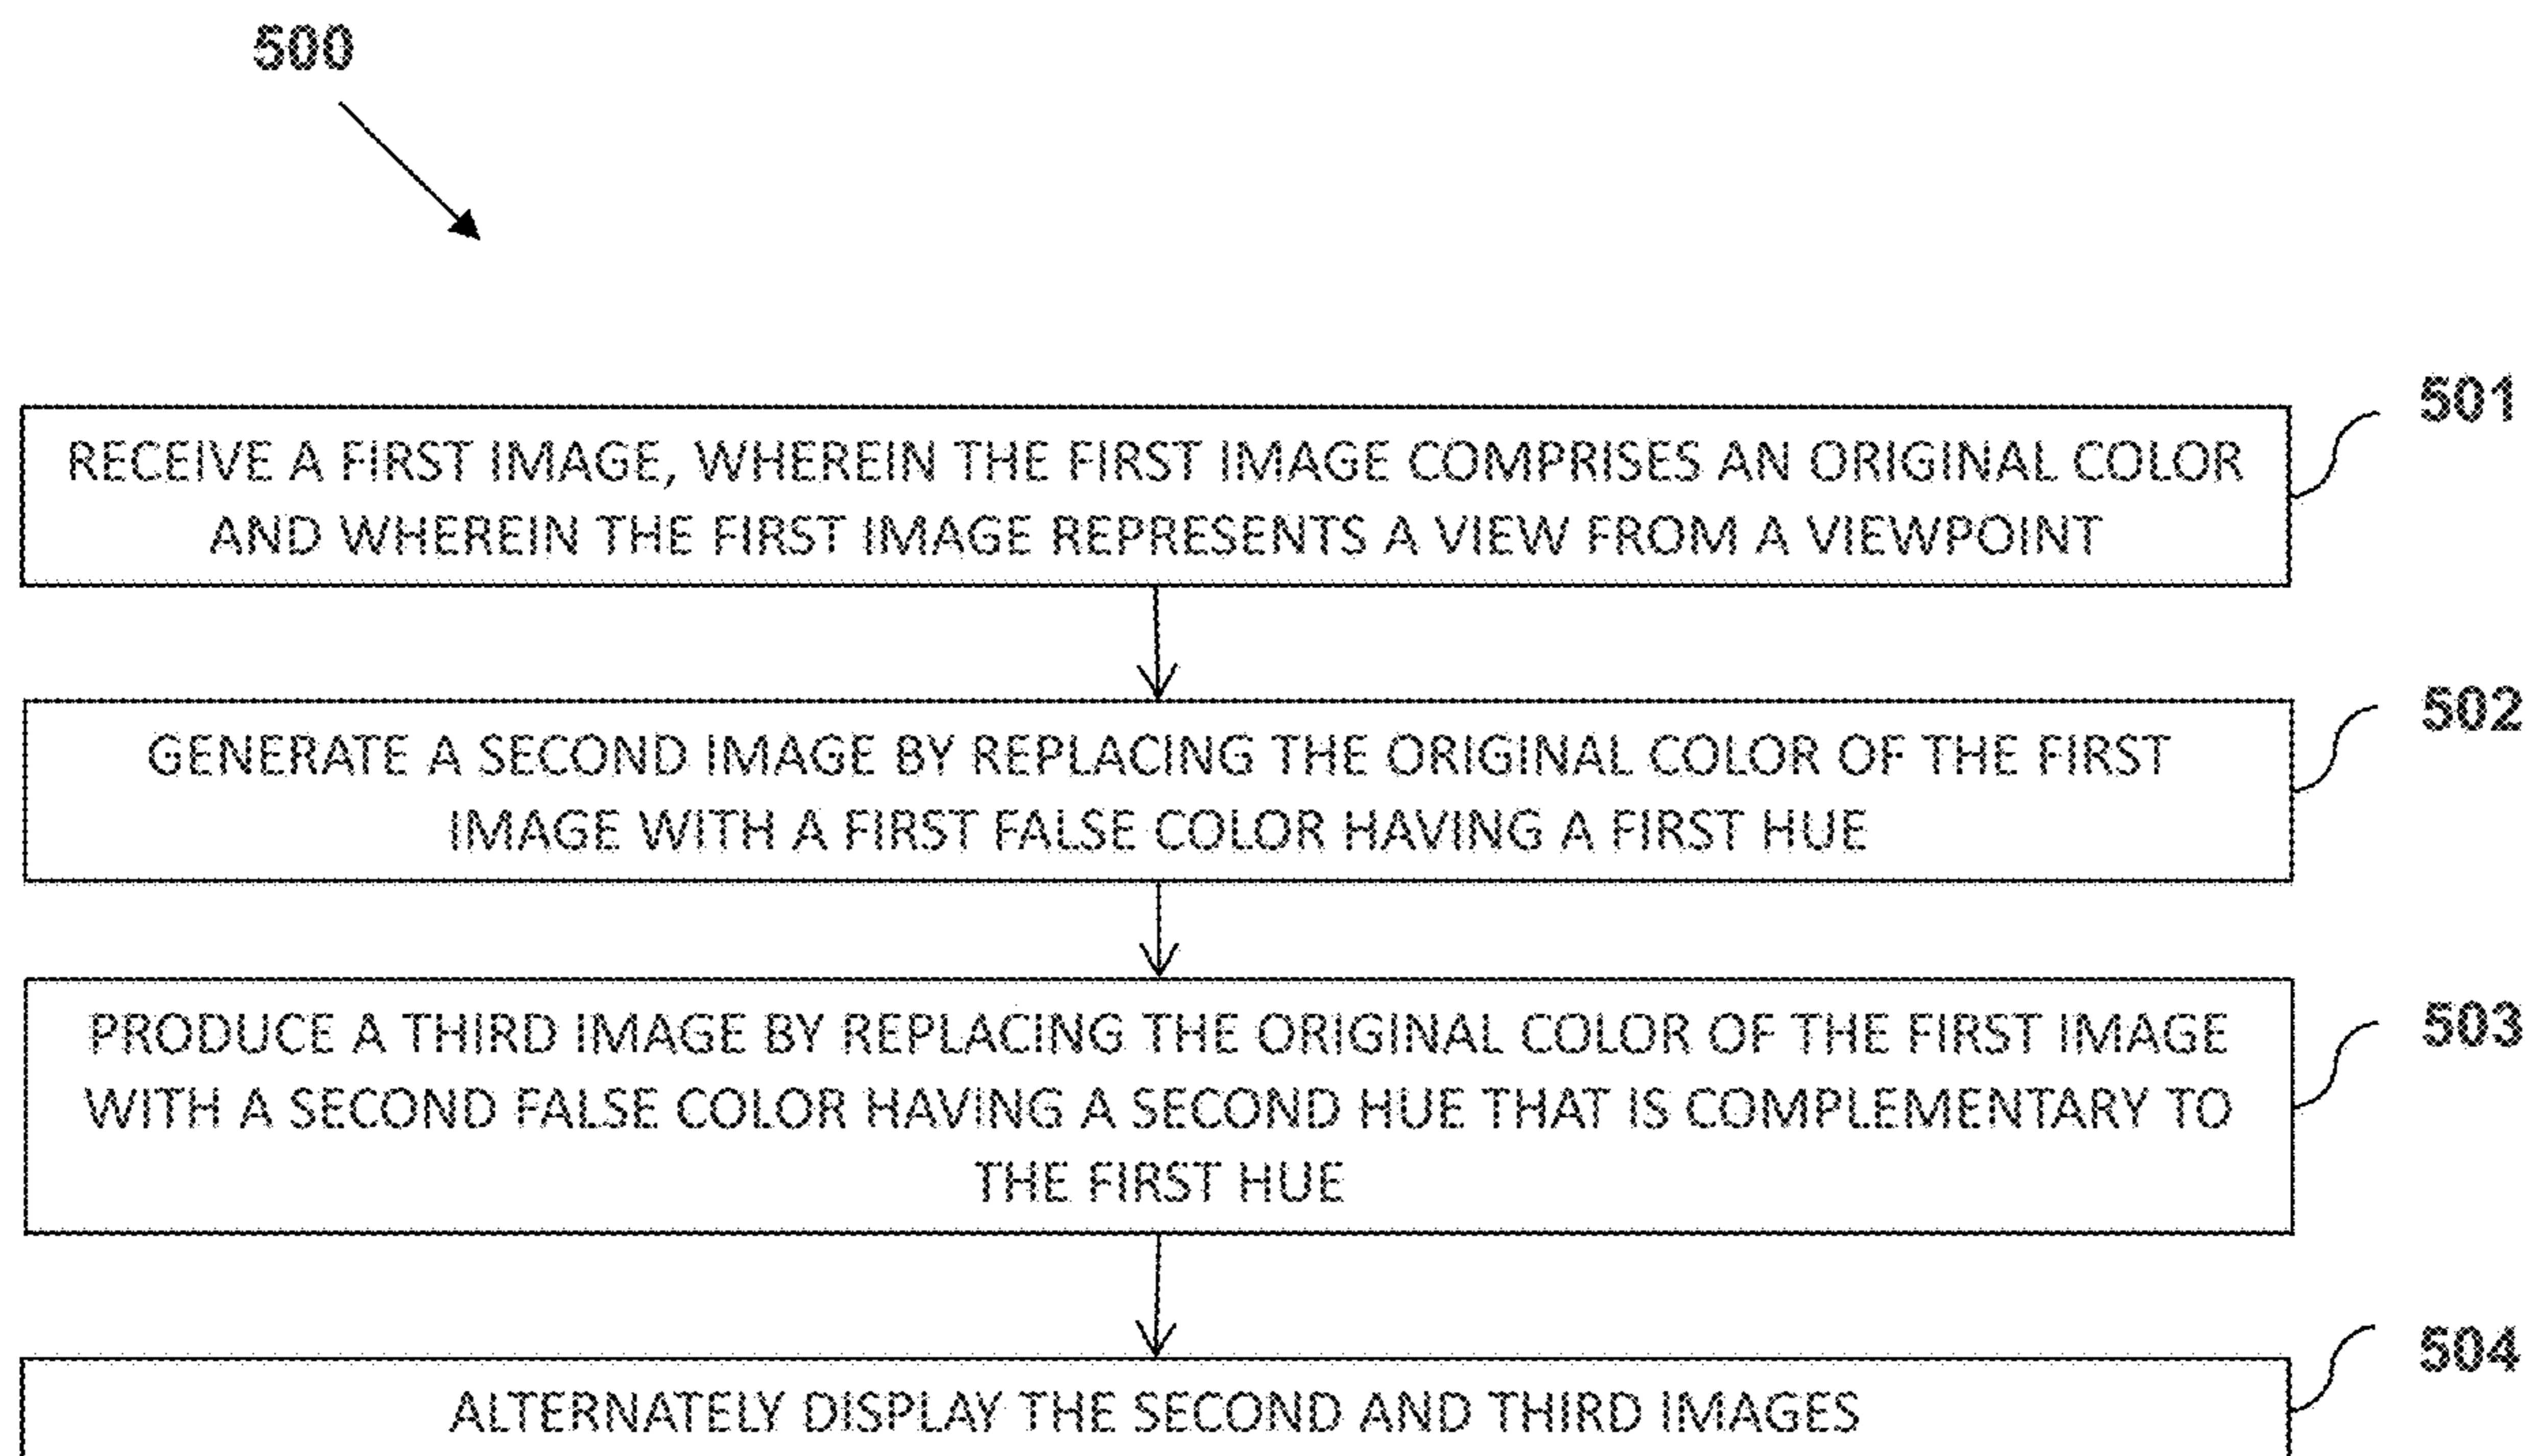 500
501
RECEIVE A FIRST IMAGE, WHEREIN THE FIRST IMAGE COMPRISES AN ORIGINAL COLOR
AND WHEREIN THE FIRST IMAGE REPRESENTS A VIEW FROM A VIEWPOINT
502
GENERATE A SECOND IMAGE BY REPLACING THE ORIGINAL COLOR OF THE FIRST
IMAGE WITH A FIRST FALSE COLOR HAVING A FIRST HUE
503
PRODUCE A THIRD IMAGE BY REPLACING THE ORIGINAL COLOR OF THE FIRST IMAGE
WITH A SECOND FALSE COLOR HAVING A SECOND HUE THAT IS COMPLEMENTARY TO
THE FIRST HUE
504
ALTERNATELY DISPLAY THE SECOND AND THIRD IMAGES